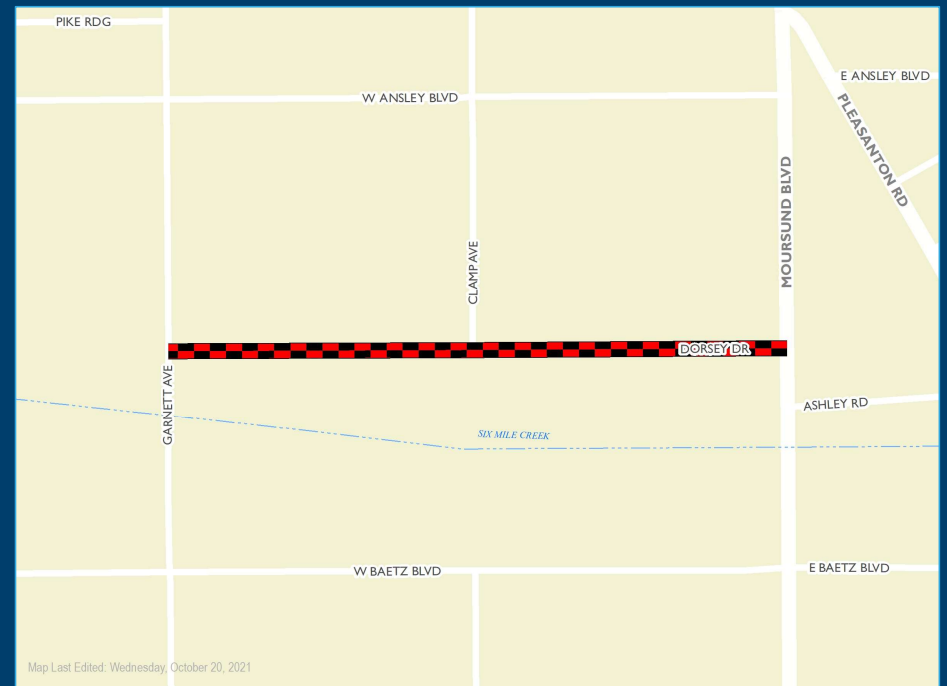 PIKE RDG
E ANSLEY BLVD
W ANSLEY BLVD
PLEASANTON RD
MOURSUND BLVD
CLAMP AVE
DORSEY DR
GARNETT AVE
ASHLEY RD
SIX MILE CREEK
W BAETZ BLVD
E BAETZ BLVD
Map Last Edited: Wednesday, October 20, 2021